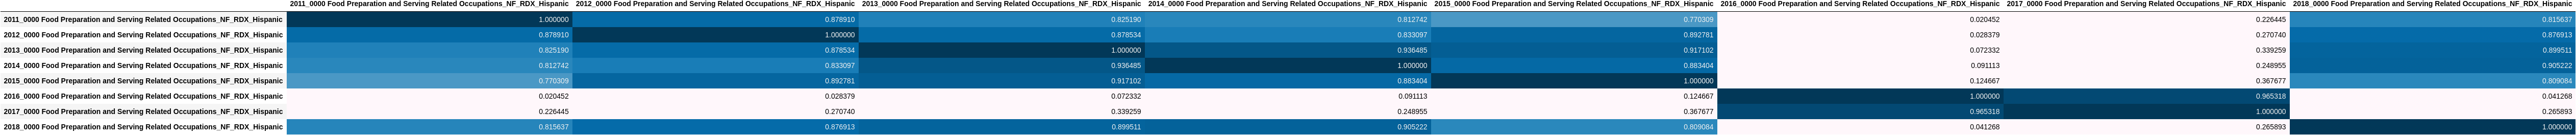 2011_0000 Food Preparation and Serving Related Occupations_NF_RDX_Hispanic 2012_0000 Food Preparation and Serving Related Occupations_NF_RDX_Hispanic 2013_0000 Food Preparation and Serving Related Occupations_NF_RDX_Hispanic 2014_0000 Food Preparation and Serving Related Occupations_NF_RDX_Hispanic 2015_0000 Food Preparation and Serving Related Occupations_NF_RDX_Hispanic 2016_0000 Food Preparation and Serving Related Occupations_NF_RDX_Hispanic 2017_0000 Food Preparation and Serving Related Occupations_NF_RDX_Hispanic 2018_0000 Food Preparation and Serving Related Occupations_NF_RDX_Hispanic
2011_0000 Food Preparation and Serving Related Occupations_NF_RDX_Hispanic 1.000000 0.878910 0.825190 0.812742 0.770309 0.020452 0.226445 0.815637
2012_0000 Food Preparation and Serving Related Occupations_NF_RDX_Hispanic 0.878910 1.000000 0.878534 0.833097 0.892781 0.028379 0.270740 0.876913
2013_0000 Food Preparation and Serving Related Occupations_NF_RDX_Hispanic 0.825190 0.878534 1.000000 0.936485 0.917102 0.072332 0.339259 0.899511
2014_0000 Food Preparation and Serving Related Occupations_NF_RDX_Hispanic 0.812742 0.833097 0.936485 1.000000 0.883404 0.091113 0.248955 0.905222
2015_0000 Food Preparation and Serving Related Occupations_NF_RDX_Hispanic 0.770309 0.892781 0.917102 0.883404 1.000000 0.124667 0.367677 0.809084
2016_0000 Food Preparation and Serving Related Occupations_NF_RDX_Hispanic 0.020452 0.028379 0.072332 0.091113 0.124667 1.000000 0.965318 0.041268
2017_0000 Food Preparation and Serving Related Occupations_NF_RDX_Hispanic 0.226445 0.270740 0.339259 0.248955 0.367677 0.965318 1.000000 0.265893
2018_0000 Food Preparation and Serving Related Occupations_NF_RDX_Hispanic 0.815637 0.876913 0.899511 0.905222 0.809084 0.041268 0.265893 1.000000